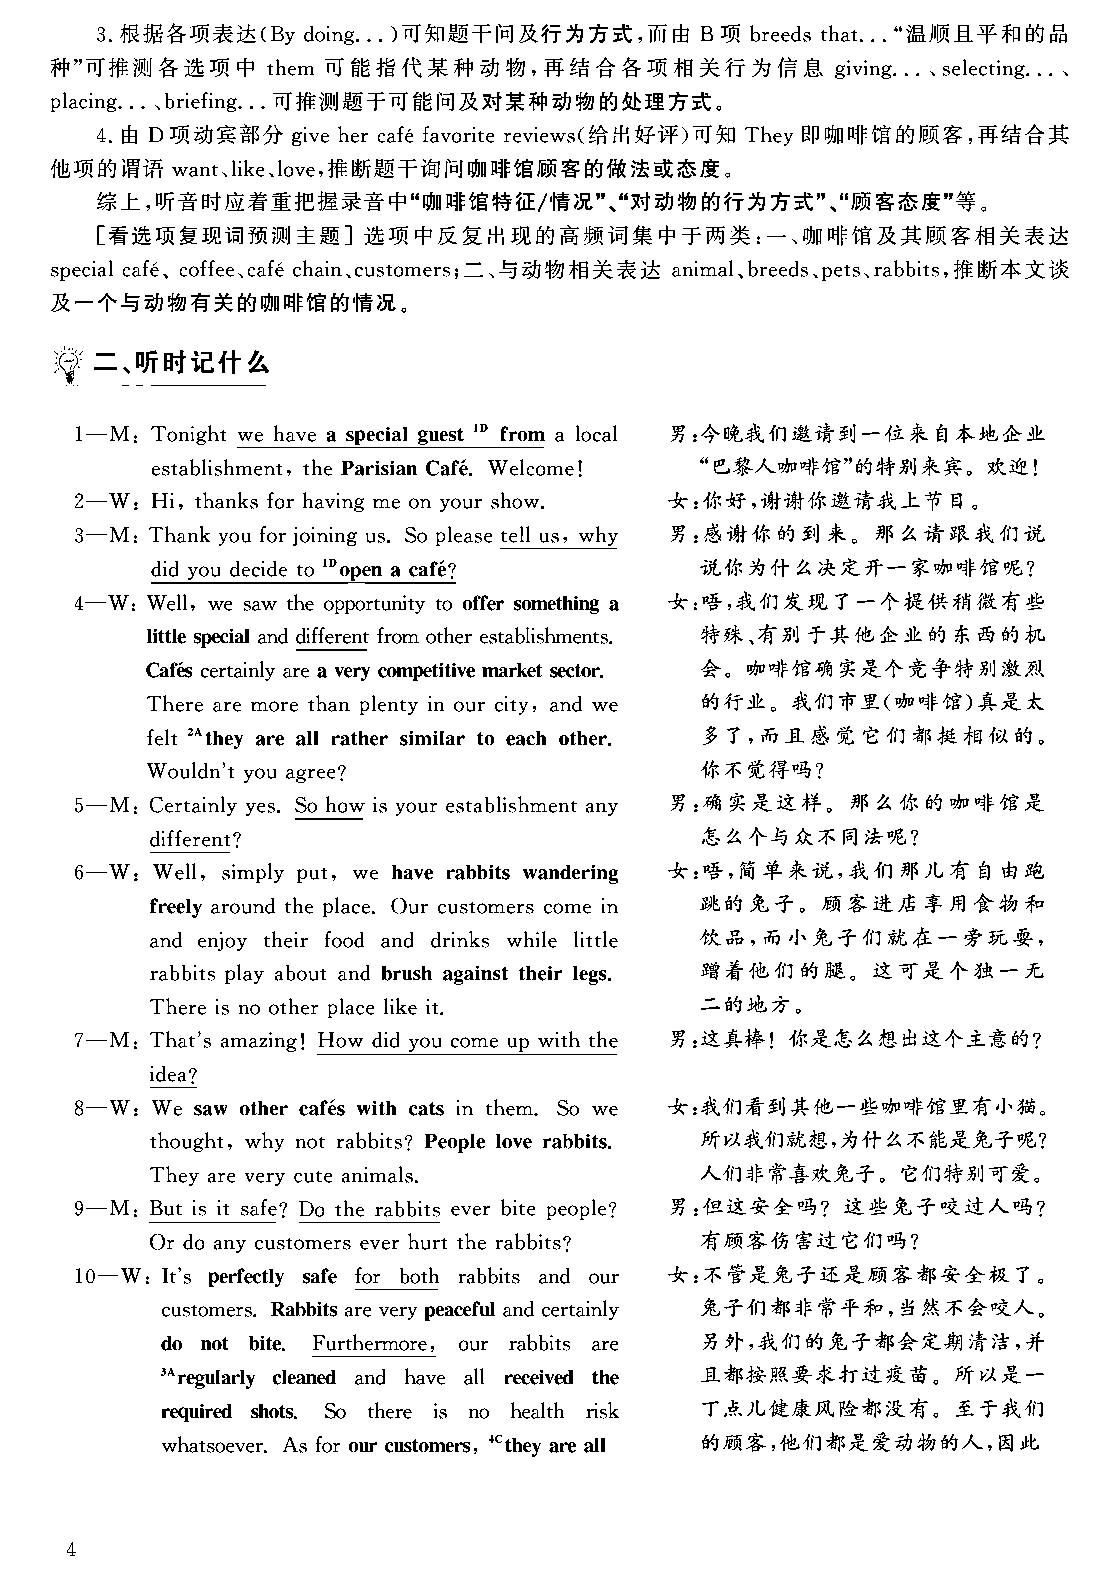 3. 根据各项表达(By doing...)可知题干问及行为方式,而由 B 项 breeds that... “温顺且平和的品
种”可推测各选项中 them 可能指代某种动物,再结合各项相关行为信息 giving...、selecting...、
placing...、briefing...可推测题干可能问及对某种动物的处理方式。
4. 由 D 项动宾部分 give her café favorite reviews(给出好评)可知 They 即咖啡馆的顾客,再结合其
他项的谓语 want、like、love,推断题干询问咖啡馆顾客的做法或态度。
综上,听音时应着重把握录音中“咖啡馆特征/情况”、“对动物的行为方式”、“顾客态度”等。
［看选项复现词预测主题］选项中反复出现的高频词集中于两类:一、咖啡馆及其顾客相关表达
special café、coffee、café chain、customers;二、与动物相关表达 animal、breeds、pets、rabbits,推断本文谈
及一个与动物有关的咖啡馆的情况。
二、听时记什么
1—M: Tonight we have a special guest 1D from a local
establishment, the Parisian Café. Welcome!
2—W: Hi, thanks for having me on your show.
3—M: Thank you for joining us. So please tell us, why
did you decide to 1Dopen a café?
4—W: Well, we saw the opportunity to offer something a
little special and different from other establishments.
Cafés certainly are a very competitive market sector.
There are more than plenty in our city, and we
felt 2Athey are all rather similar to each other.
Wouldn't you agree?
5—M: Certainly yes. So how is your establishment any
different?
6—W: Well, simply put, we have rabbits wandering
freely around the place. Our customers come in
and enjoy their food and drinks while little
rabbits play about and brush against their legs.
There is no other place like it.
7—M: That's amazing! How did you come up with the
idea?
8—W: We saw other cafés with cats in them. So we
thought, why not rabbits? People love rabbits.
They are very cute animals.
9—M: But is it safe? Do the rabbits ever bite people?
Or do any customers ever hurt the rabbits?
10—W: It's perfectly safe for both rabbits and our
customers. Rabbits are very peaceful and certainly
do not bite. Furthermore, our rabbits are
3Aregularly cleaned and have all received the
required shots. So there is no health risk
whatsoever. As for our customers, 4Cthey are all
男:今晚我们邀请到一位来自本地企业
“巴黎人咖啡馆”的特别来宾。欢迎!
女:你好,谢谢你邀请我上节目。
男:感谢你的到来。那么请跟我们说
说你为什么决定开一家咖啡馆呢?
女:唔,我们发现了一个提供稍微有些
特殊、有别于其他企业的东西的机
会。咖啡馆确实是个竞争特别激烈
的行业。我们市里(咖啡馆)真是太
多了,而且感觉它们都挺相似的。
你不觉得吗?
男:确实是这样。那么你的咖啡馆是
怎么个与众不同法呢?
女:唔,简单来说,我们那儿有自由跑
跳的兔子。顾客进店享用食物和
饮品,而小兔子们就在一旁玩耍,
蹭着他们的腿。这可是个独一无
二的地方。
男:这真棒! 你是怎么想出这个主意的?
女:我们看到其他一些咖啡馆里有小猫。
所以我们就想,为什么不能是兔子呢?
人们非常喜欢兔子。它们特别可爱。
男:但这安全吗? 这些兔子咬过人吗?
有顾客伤害过它们吗?
女:不管是兔子还是顾客都安全极了。
兔子们都非常平和,当然不会咬人。
另外,我们的兔子都会定期清洁,并
且都按照要求打过疫苗。所以是一
丁点儿健康风险都没有。至于我们
的顾客,他们都是爱动物的人,因此
4